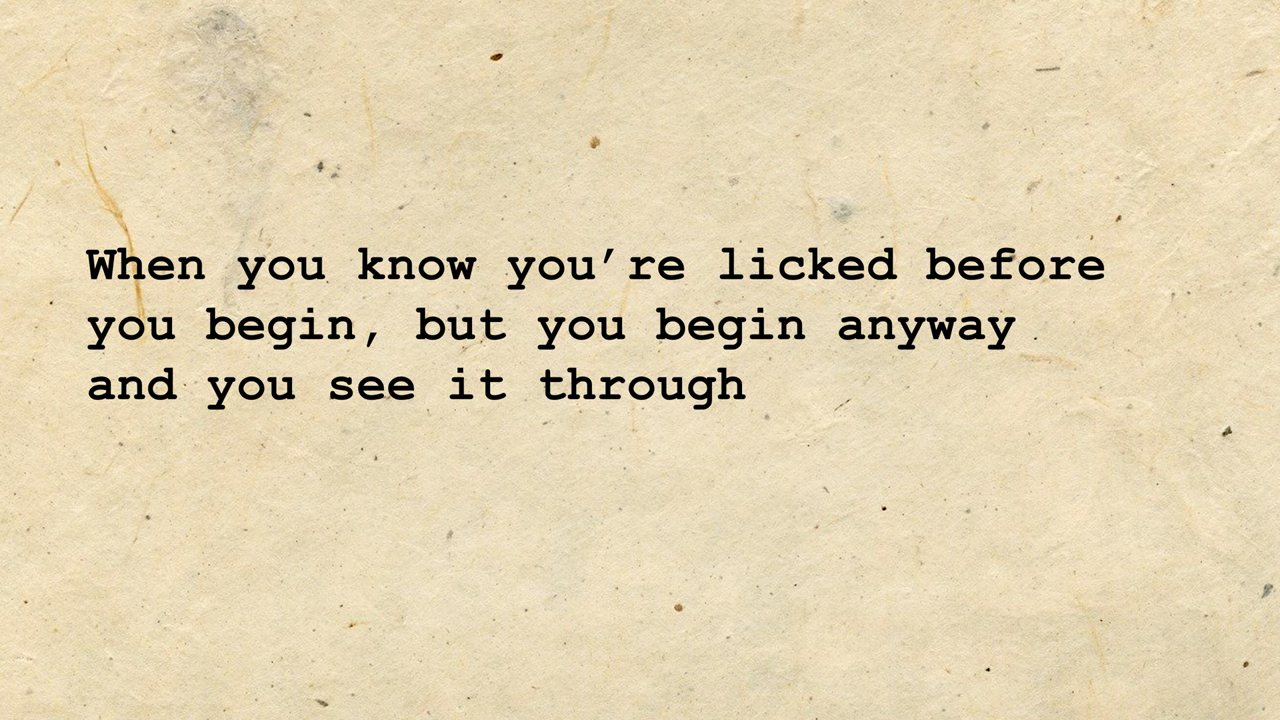 When you know you’re licked before
you begin, but you begin anyway
and you see it through